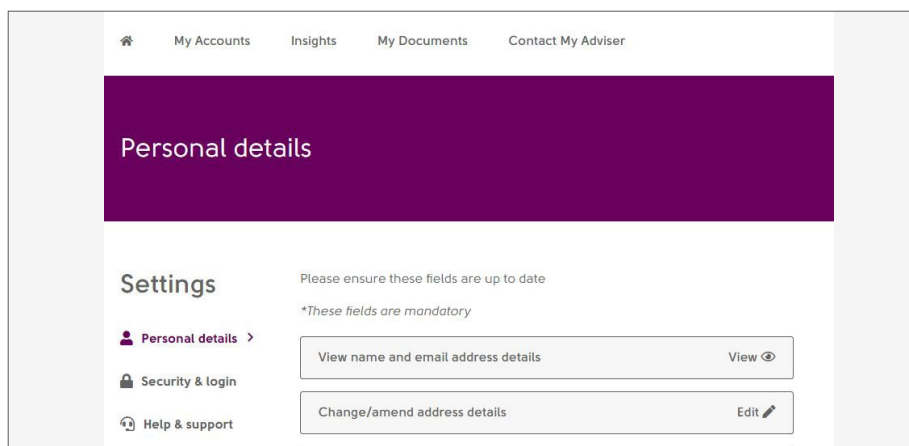 My Accounts Insights My Documents Contact My Adviser
Personal details
Settings
Personal details
Security & login
Help & support
Please ensure these fields are up to date
*These fields are mandatory
View name and email address details View
Change/amend address details Edit